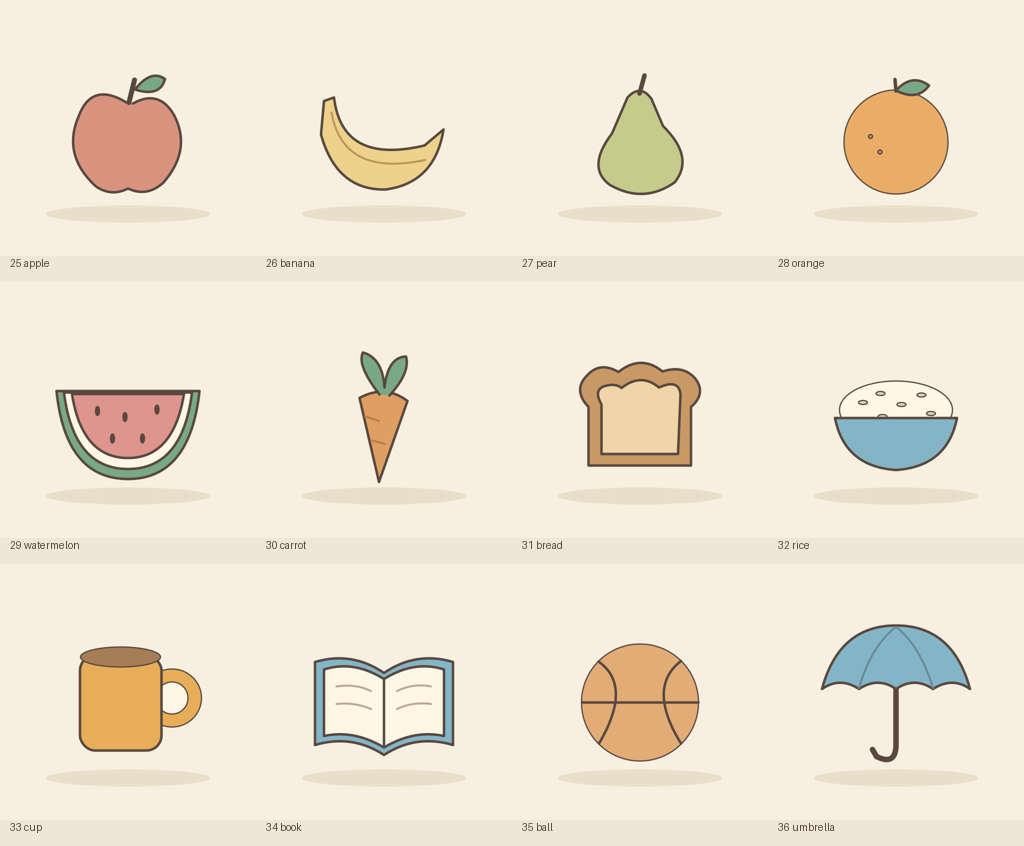 25 apple
26 banana
27 pear
28 orange
29 watermelon
30 carrot
31 bread
32 rice
33 cup
34 book
35 ball
36 umbrella